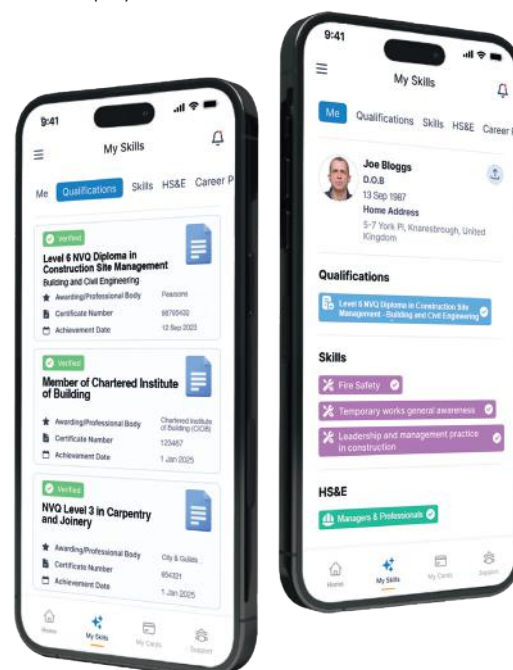 9:41
My Skills
Me Qualifications Skills HS&E Career P
Verified
Level 6 NVQ Diploma in
Construction Site Management
Building and Civil Engineering
Awarding/Professional Body Pearsons
Certificate Number 98765432
Achievement Date 12 Sep 2023
Verified
Member of Chartered Institute
of Building
Awarding/Professional Body Chartered Institute
of Building (CIOB)
Certificate Number 123457
Achievement Date 1 Jan 2025
Verified
NVQ Level 3 in Carpentry
and Joinery
Awarding/Professional Body City & Guilds
Certificate Number 654321
Achievement Date
Home My Skills My Cards Support
9:41
My Skills
Me Qualifications Skills HS&E Career P
Joe Bloggs
D.O.B
13 Sep 1987
Home Address
5-7 York Pl, Knaresbrough, United
Kingdom
Qualifications
Level 6 NVQ Diploma in Construction Site
Management - Building and Civil Engineering
Skills
Fire Safety
Temporary works general awareness
Leadership and management practice
in construction
HS&E
Managers & Professionals
Home My Skills My Cards Support